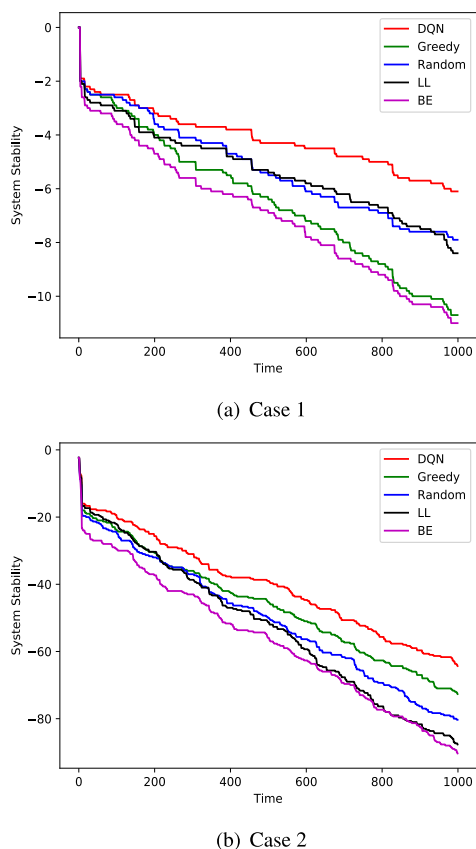 0
−2
−4
−6
−8
−10
System Stability
DQN
Greedy
Random
LL
BE
0 200 400 600 800 1000
Time
(a) Case 1
0
−20
−40
−60
−80
System Stability
DQN
Greedy
Random
LL
BE
0 200 400 600 800 1000
Time
(b) Case 2